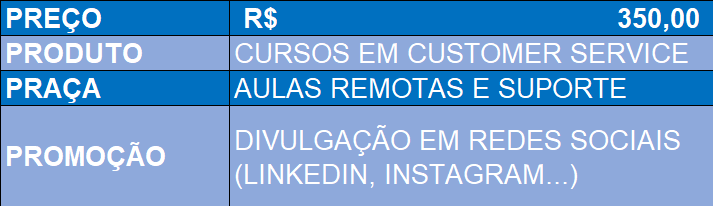 PREÇO R$ 350,00
PRODUTO CURSOS EM CUSTOMER SERVICE
PRAÇA AULAS REMOTAS E SUPORTE
PROMOÇÃO DIVULGAÇÃO EM REDES SOCIAIS
(LINKEDIN, INSTAGRAM...)